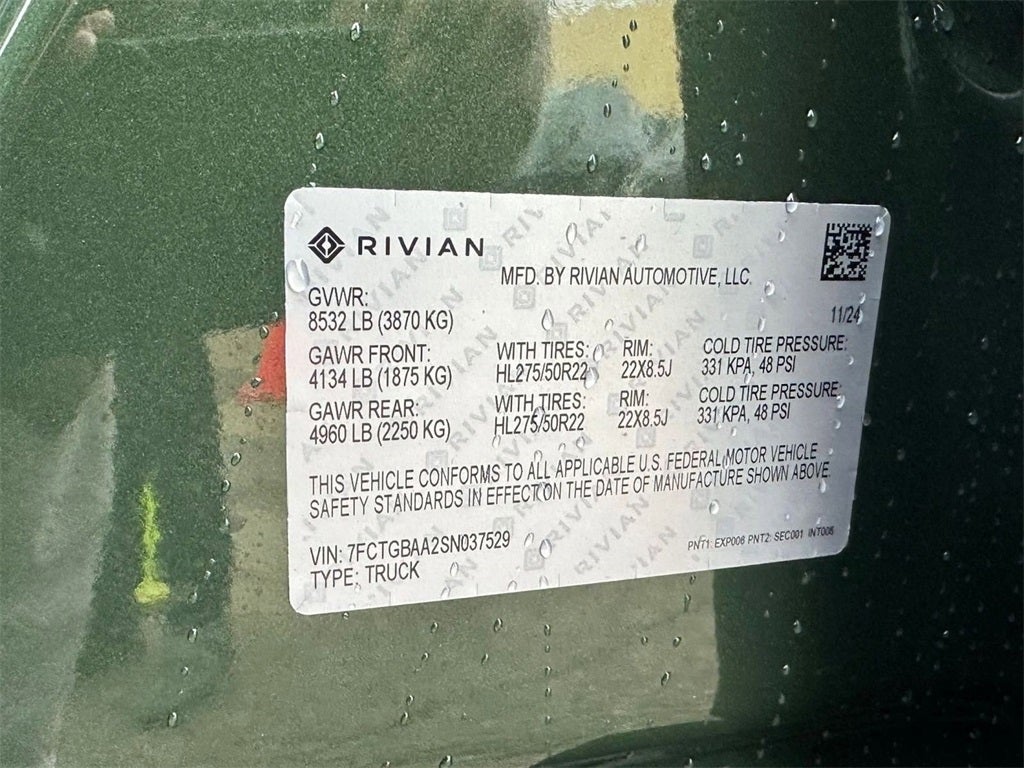 RIVIAN
MFD. BY RIVIAN AUTOMOTIVE, LLC.
11/24
GVWR:
8532 LB (3870 KG)
GAWR FRONT: WITH TIRES: RIM: COLD TIRE PRESSURE:
4134 LB (1875 KG) HL275/50R22 22X8.5J 331 KPA, 48 PSI
GAWR REAR: WITH TIRES: RIM: COLD TIRE PRESSURE:
4960 LB (2250 KG) HL275/50R22 22X8.5J 331 KPA, 48 PSI
THIS VEHICLE CONFORMS TO ALL APPLICABLE U.S. FEDERAL MOTOR VEHICLE
SAFETY STANDARDS IN EFFECT ON THE DATE OF MANUFACTURE SHOWN ABOVE.
VIN: 7FCTGBAA2SN037529
TYPE: TRUCK
PNT1: EXP006 PNT2: SEC001 INT006